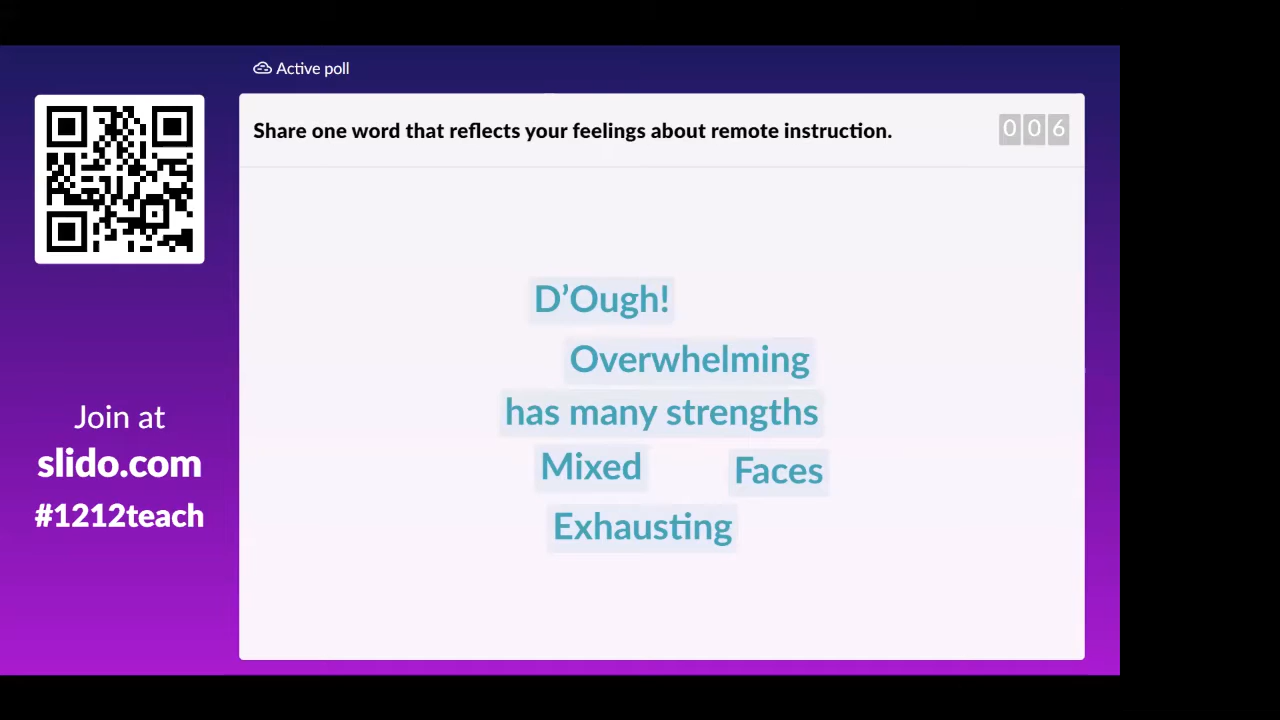 Active poll
Share one word that reflects your feelings about remote instruction.
006
D’Ough!
Overwhelming
has many strengths
Mixed
Faces
Exhausting
Join at
slido.com
#1212teach